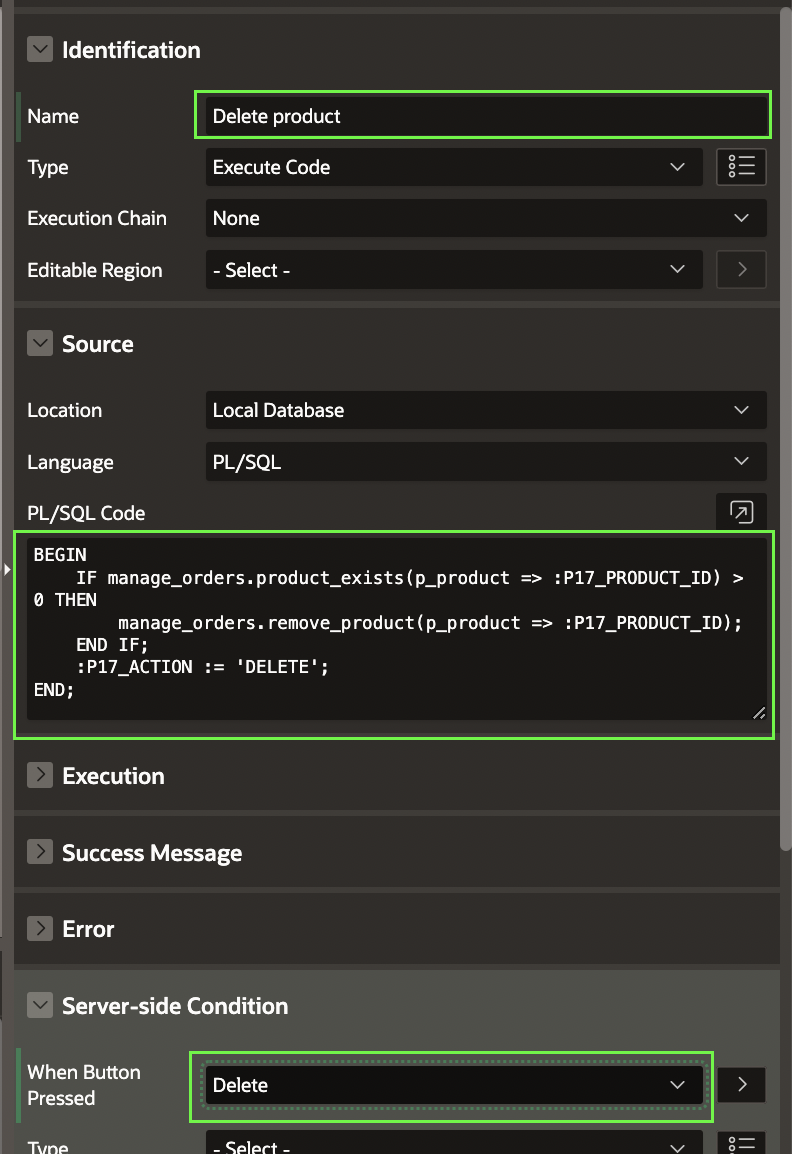 Identification
Name
Delete product
Type
Execute Code
Execution Chain
None
Editable Region
- Select -
Source
Location
Local Database
Language
PL/SQL
PL/SQL Code
BEGIN
    IF manage_orders.product_exists(p_product => :P17_PRODUCT_ID) >
0 THEN
        manage_orders.remove_product(p_product => :P17_PRODUCT_ID);
    END IF;
    :P17_ACTION := 'DELETE';
END;
Execution
Success Message
Error
Server-side Condition
When Button
Pressed
Delete
Type
- Select -